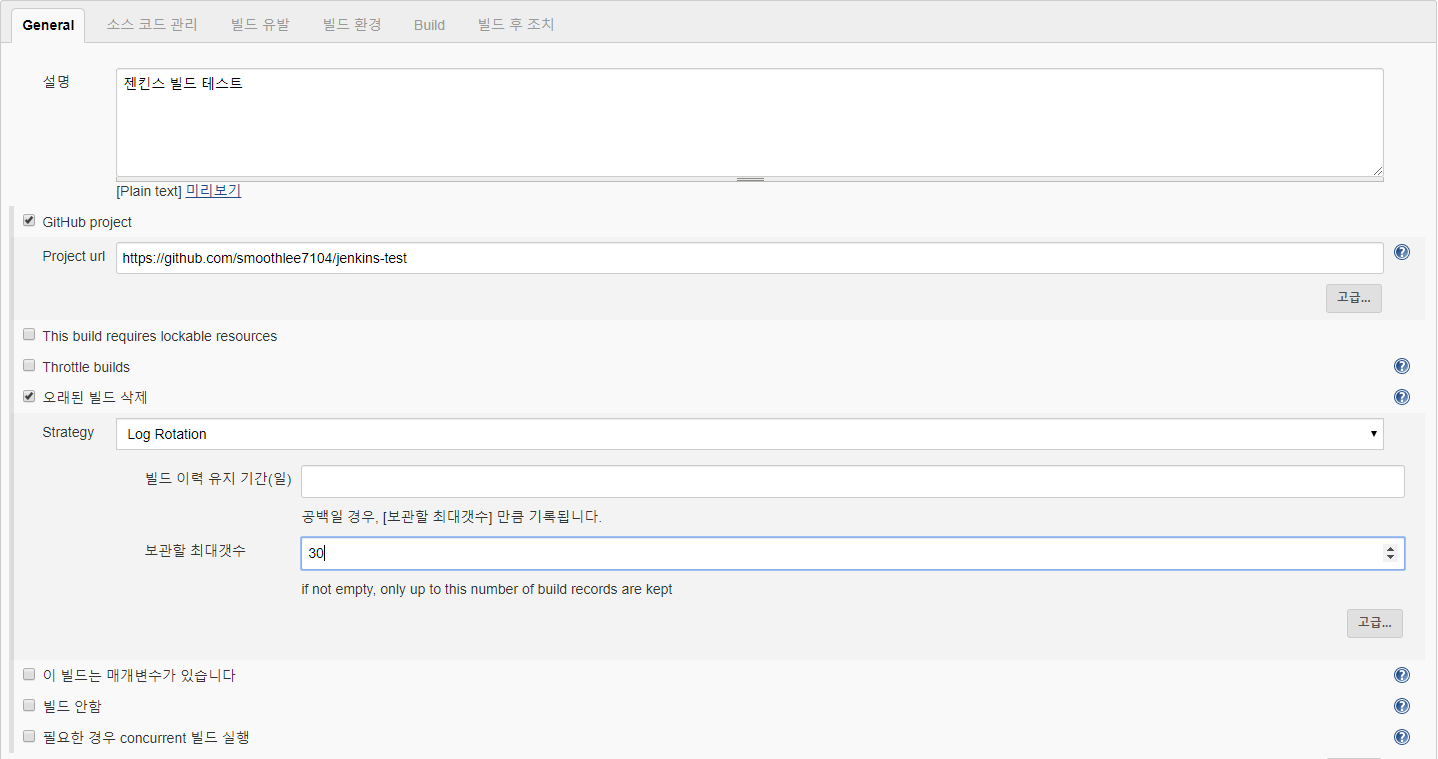 General 소스 코드 관리 빌드 유발 빌드 환경 Build 빌드 후 조치
설명 젠킨스 빌드 테스트
[Plain text] 미리보기
GitHub project
Project url https://github.com/smoothlee7104/jenkins-test
고급...
This build requires lockable resources
Throttle builds
오래된 빌드 삭제
Strategy Log Rotation
빌드 이력 유지 기간(일)
공백일 경우, [보관할 최대갯수] 만큼 기록됩니다.
보관할 최대갯수 30
if not empty, only up to this number of build records are kept
고급...
이 빌드는 매개변수가 있습니다
빌드 안함
필요한 경우 concurrent 빌드 실행